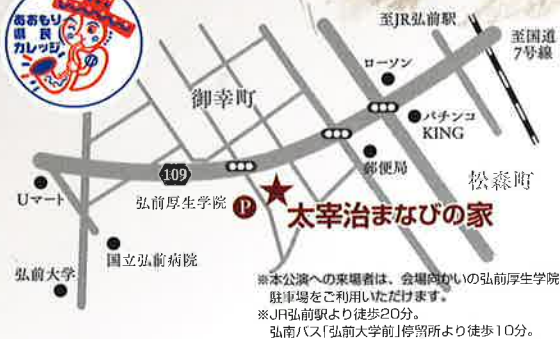 あおもり
県民
カレッジ
至JR弘前駅
至国道
7号線
ローソン
御幸町
パチンコ
KING
郵便局
松森町
109
Uマート
弘前厚生学院
P
太宰治まなびの家
国立弘前病院
弘前大学
※本公演への来場者は、会場向かいの弘前厚生学院
駐車場をご利用いただけます。
※JR弘前駅より徒歩20分。
弘南バス「弘前大学前」停留所より徒歩10分。